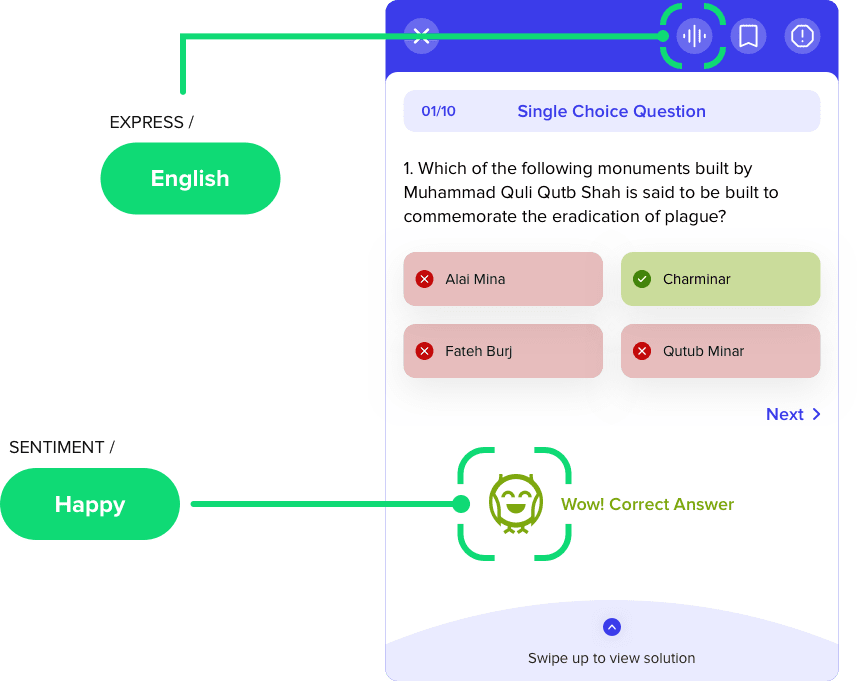 EXPRESS /
English
01/10
Single Choice Question
1. Which of the following monuments built by
Muhammad Quli Qutb Shah is said to be built to
commemorate the eradication of plague?
Alai Mina
Charminar
Fateh Burj
Qutub Minar
Next
SENTIMENT /
Happy
Wow! Correct Answer
Swipe up to view solution